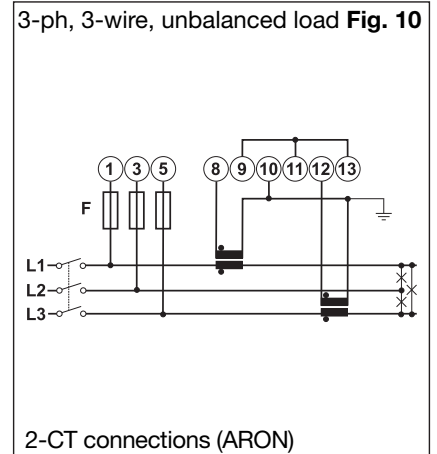 3-ph, 3-wire, unbalanced load Fig. 10
1 3 5 8 9 10 11 12 13
F
L1
L2
L3
2-CT connections (ARON)